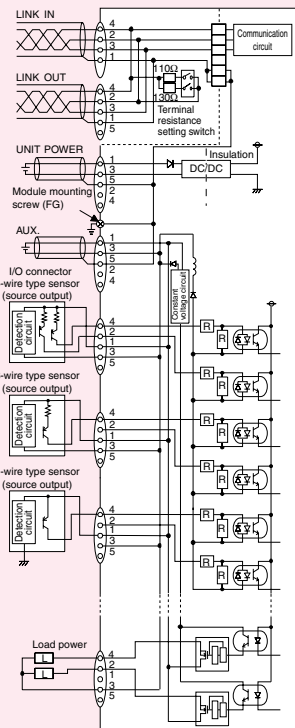 LINK IN
4
2
3
1
Communication
circuit
LINK OUT
4
2
3
1
5
110Ω
130Ω
Terminal
resistance
setting switch
UNIT POWER
1
3
5
2
4
Insulation
DC/DC
Module mounting
screw (FG)
AUX.
1
3
5
2
4
Constant
voltage circuit
I/O connector
-wire type sensor
(source output)
Detection
circuit
4
2
1
3
5
R
R
R
R
-wire type sensor
(source output)
Detection
circuit
4
2
1
3
5
R
R
R
R
-wire type sensor
(source output)
Detection
circuit
4
2
1
3
5
R
R
R
R
Load power
L
L
4
2
1
3
5